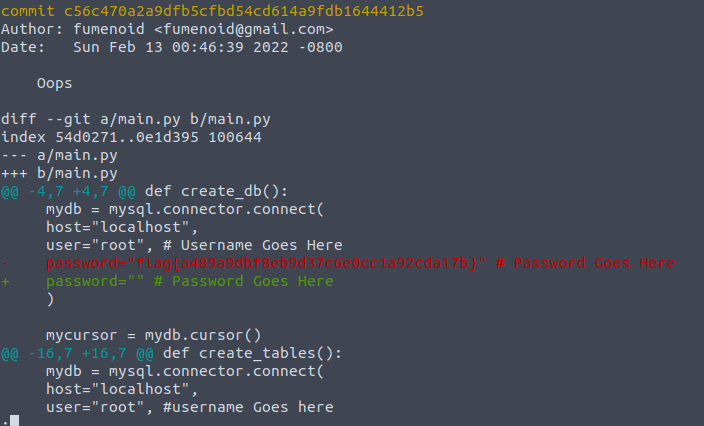 commit c56c470a2a9dfb5cfbd54cd614a9fdb1644412b5
Author: fumenoid <fumenoid@gmail.com>
Date:   Sun Feb 13 00:46:39 2022 -0800
    Oops
diff --git a/main.py b/main.py
index 54d0271..0e1d395 100644
--- a/main.py
+++ b/main.py
@@ -4,7 +4,7 @@ def create_db():
     mydb = mysql.connector.connect(
     host="localhost",
     user="root", # Username Goes Here
-    password="flag{a489a9dbf8eb9d37c6e0cc1a92cda17b}" # Password Goes Here
+    password="" # Password Goes Here
     )
     mycursor = mydb.cursor()
@@ -16,7 +16,7 @@ def create_tables():
     mydb = mysql.connector.connect(
     host="localhost",
     user="root", #username Goes here
: